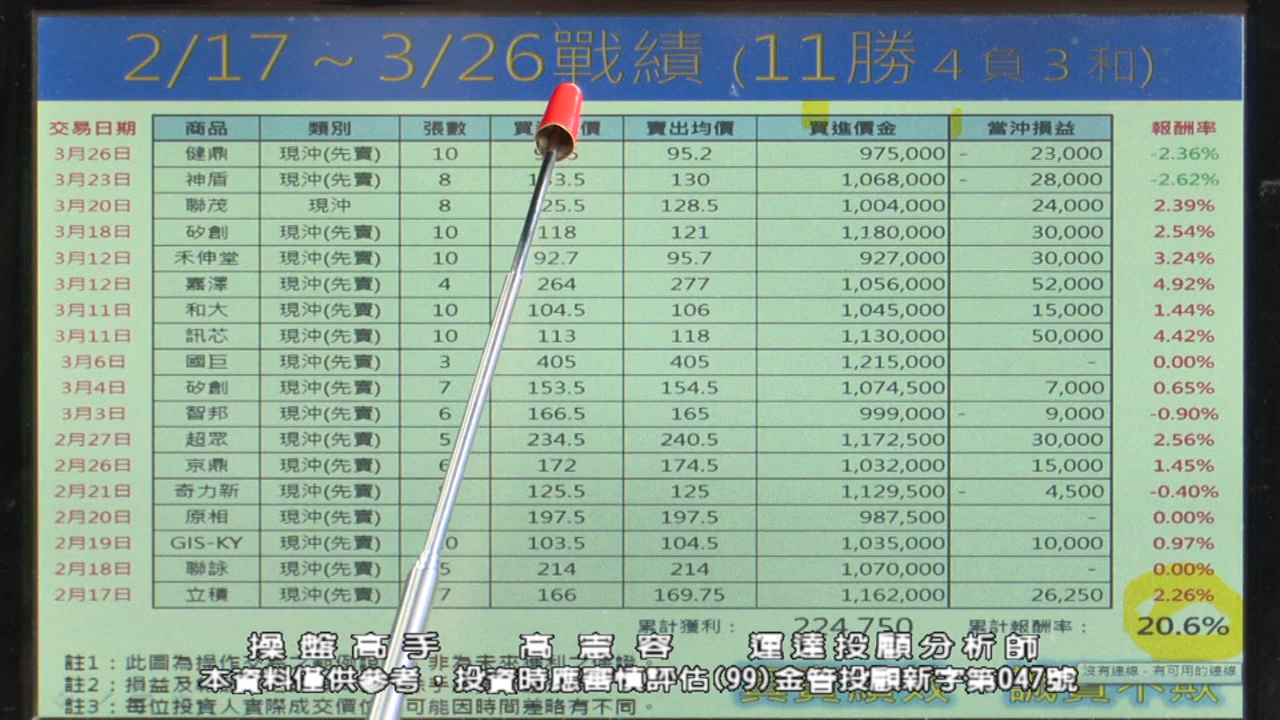 2/17 ~ 3/26戰績 (11勝 4 負 3 和)
交易日期 商品 類別 張數 買 價 賣出均價 買進價金 當沖損益 報酬率
3月26日 健鼎 現沖(先賣) 10 95.2 975,000 - 23,000 -2.36%
3月23日 神盾 現沖(先賣) 8 3.5 130 1,068,000 - 28,000 -2.62%
3月20日 聯茂 現沖 8 25.5 128.5 1,004,000 24,000 2.39%
3月18日 矽創 現沖(先賣) 10 118 121 1,180,000 30,000 2.54%
3月12日 禾伸堂 現沖(先賣) 10 92.7 95.7 927,000 30,000 3.24%
3月12日 嘉澤 現沖(先賣) 4 264 277 1,056,000 52,000 4.92%
3月11日 和大 現沖(先賣) 10 104.5 106 1,045,000 15,000 1.44%
3月11日 訊芯 現沖(先賣) 10 113 118 1,130,000 50,000 4.42%
3月6日 國巨 現沖(先賣) 3 405 405 1,215,000 - 0.00%
3月4日 矽創 現沖(先賣) 7 153.5 154.5 1,074,500 7,000 0.65%
3月3日 智邦 現沖(先賣) 6 166.5 165 999,000 - 9,000 -0.90%
2月27日 超眾 現沖(先賣) 5 234.5 240.5 1,172,500 30,000 2.56%
2月26日 京鼎 現沖(先賣) 6 172 174.5 1,032,000 15,000 1.45%
2月21日 奇力新 現沖(先賣) 125.5 125 1,129,500 - 4,500 -0.40%
2月20日 原相 現沖(先賣) 197.5 197.5 987,500 - 0.00%
2月19日 GIS-KY 現沖(先賣) 0 103.5 104.5 1,035,000 10,000 0.97%
2月18日 聯詠 現沖(先賣) 5 214 214 1,070,000 - 0.00%
2月17日 立積 現沖(先賣) 7 166 169.75 1,162,000 26,250 2.26%
累計獲利： 224,750 累計報酬率： 20.6%
操盤高手 高憲容 運達投顧分析師
註1：此圖為操作
本資料僅供參考，投資時應審慎評估(99)金管投顧新字第047號
沒有連線 - 有可用的連線
註2：損益及
註3：每位投資人實際成交價位 可能因時間差略有不同。